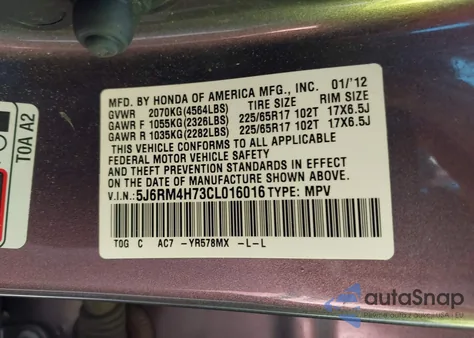 MFD. BY HONDA OF AMERICA MFG., INC. 01/'12
GVWR 2070KG(4564LBS) TIRE SIZE RIM SIZE
GAWR F 1055KG(2326LBS) 225/65R17 102T 17X6.5J
GAWR R 1035KG(2282LBS) 225/65R17 102T 17X6.5J
THIS VEHICLE CONFORMS TO ALL APPLICABLE
FEDERAL MOTOR VEHICLE SAFETY
AND THEFT PREVENTION STANDARDS IN EFFECT
ON THE DATE OF MANUFACTURE SHOWN ABOVE.
V.I.N.: 5J6RM4H73CL016016 TYPE: MPV
TOG C AC7 -YR578MX -L-L
TOA A2
autoSnap